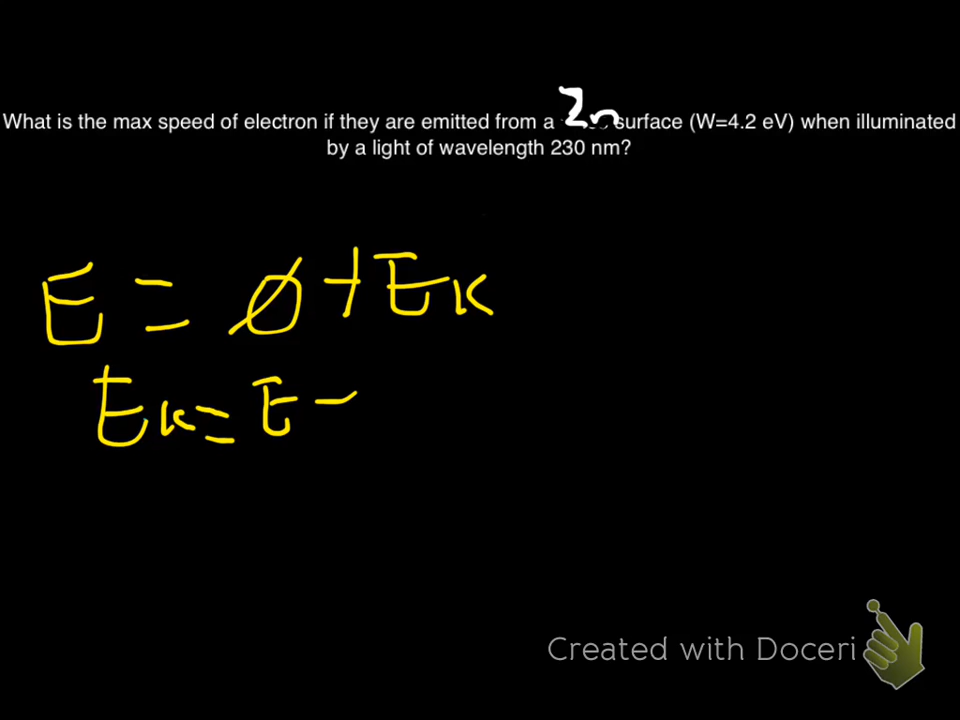 What is the max speed of electron if they are emitted from a Zn surface (W=4.2 eV) when illuminated
by a light of wavelength 230 nm?
E = ∅ + Ek
Ek = E -
Created with Doceri